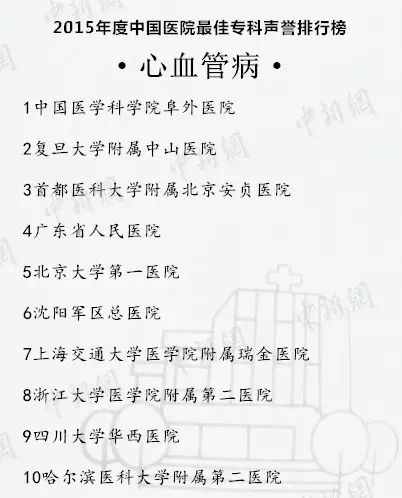 2015年度中国医院最佳专科声誉排行榜
·心血管病·
1中国医学科学院阜外医院
2复旦大学附属中山医院
3首都医科大学附属北京安贞医院
4广东省人民医院
5北京大学第一医院
6沈阳军区总医院
7上海交通大学医学院附属瑞金医院
8浙江大学医学院附属第二医院
9四川大学华西医院
10哈尔滨医科大学附属第二医院
中新網
中新網
中新網